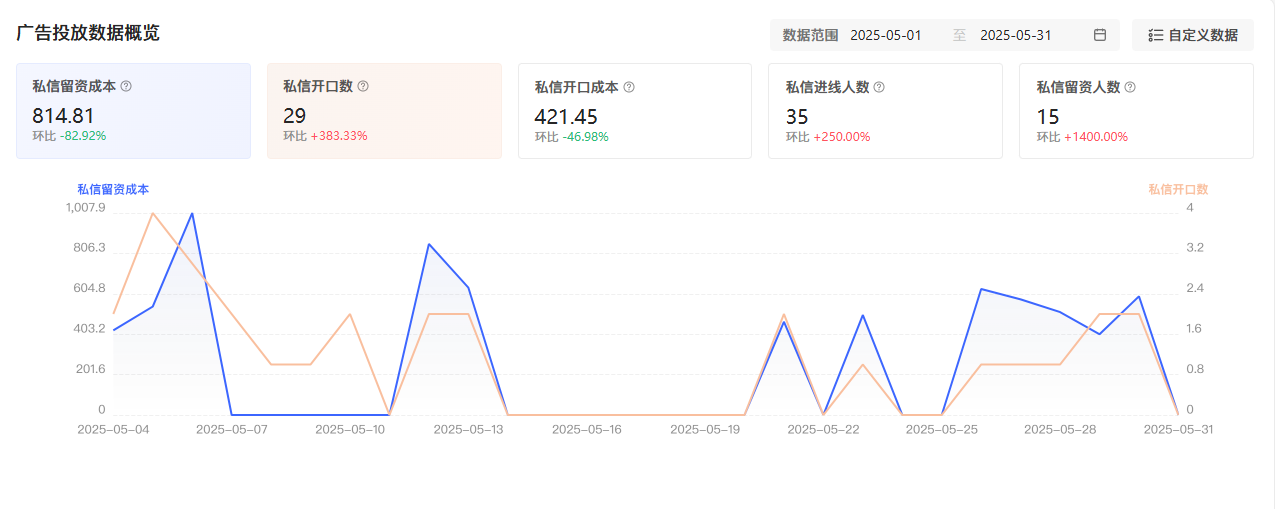 广告投放数据概览
数据范围 2025-05-01 至 2025-05-31
自定义数据
私信留资成本
814.81
环比 -82.92%
私信开口数
29
环比 +383.33%
私信开口成本
421.45
环比 -46.98%
私信进线人数
35
环比 +250.00%
私信留资人数
15
环比 +1400.00%
私信留资成本
私信开口数
1,007.9
806.3
604.8
403.2
201.6
0
4
3.2
2.4
1.6
0.8
0
2025-05-04
2025-05-07
2025-05-10
2025-05-13
2025-05-16
2025-05-19
2025-05-22
2025-05-25
2025-05-28
2025-05-31